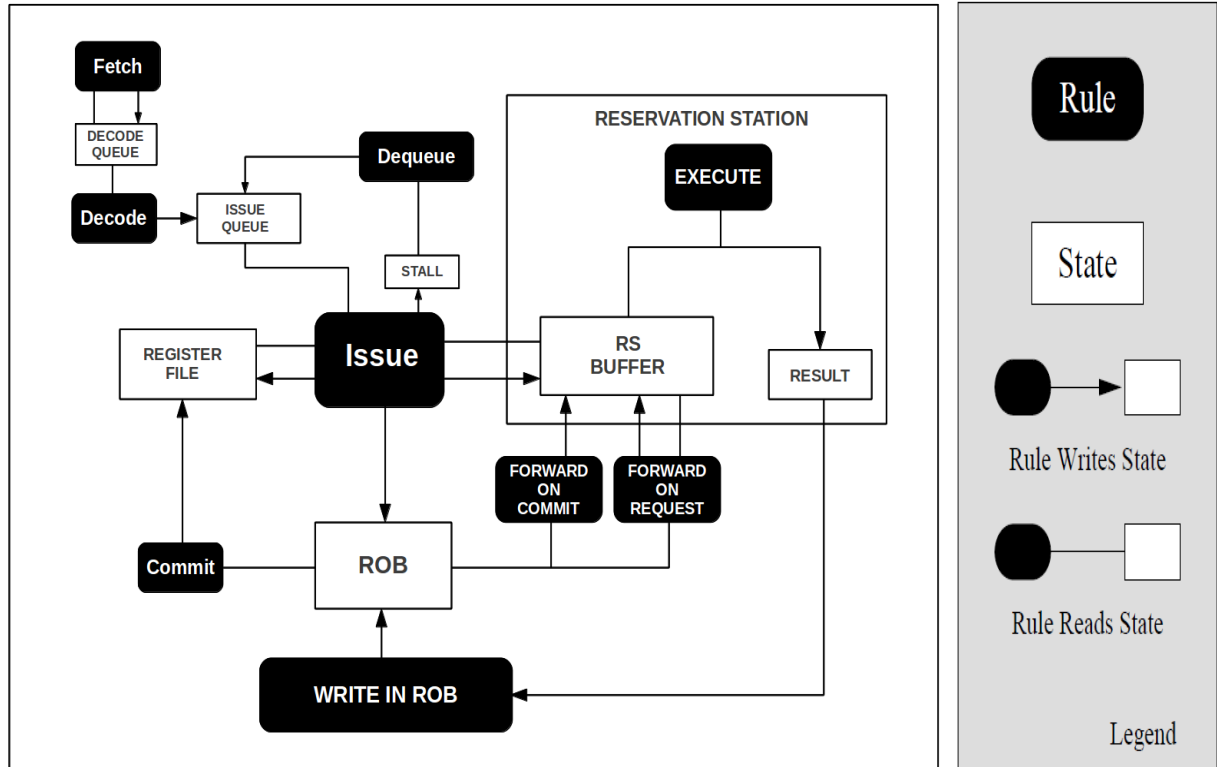 Fetch
DECODE
QUEUE
Decode
ISSUE
QUEUE
Dequeue
STALL
RESERVATION STATION
EXECUTE
REGISTER
FILE
Issue
RS
BUFFER
RESULT
FORWARD
ON
COMMIT
FORWARD
ON
REQUEST
Commit
ROB
WRITE IN ROB
Rule
State
Rule Writes State
Rule Reads State
Legend